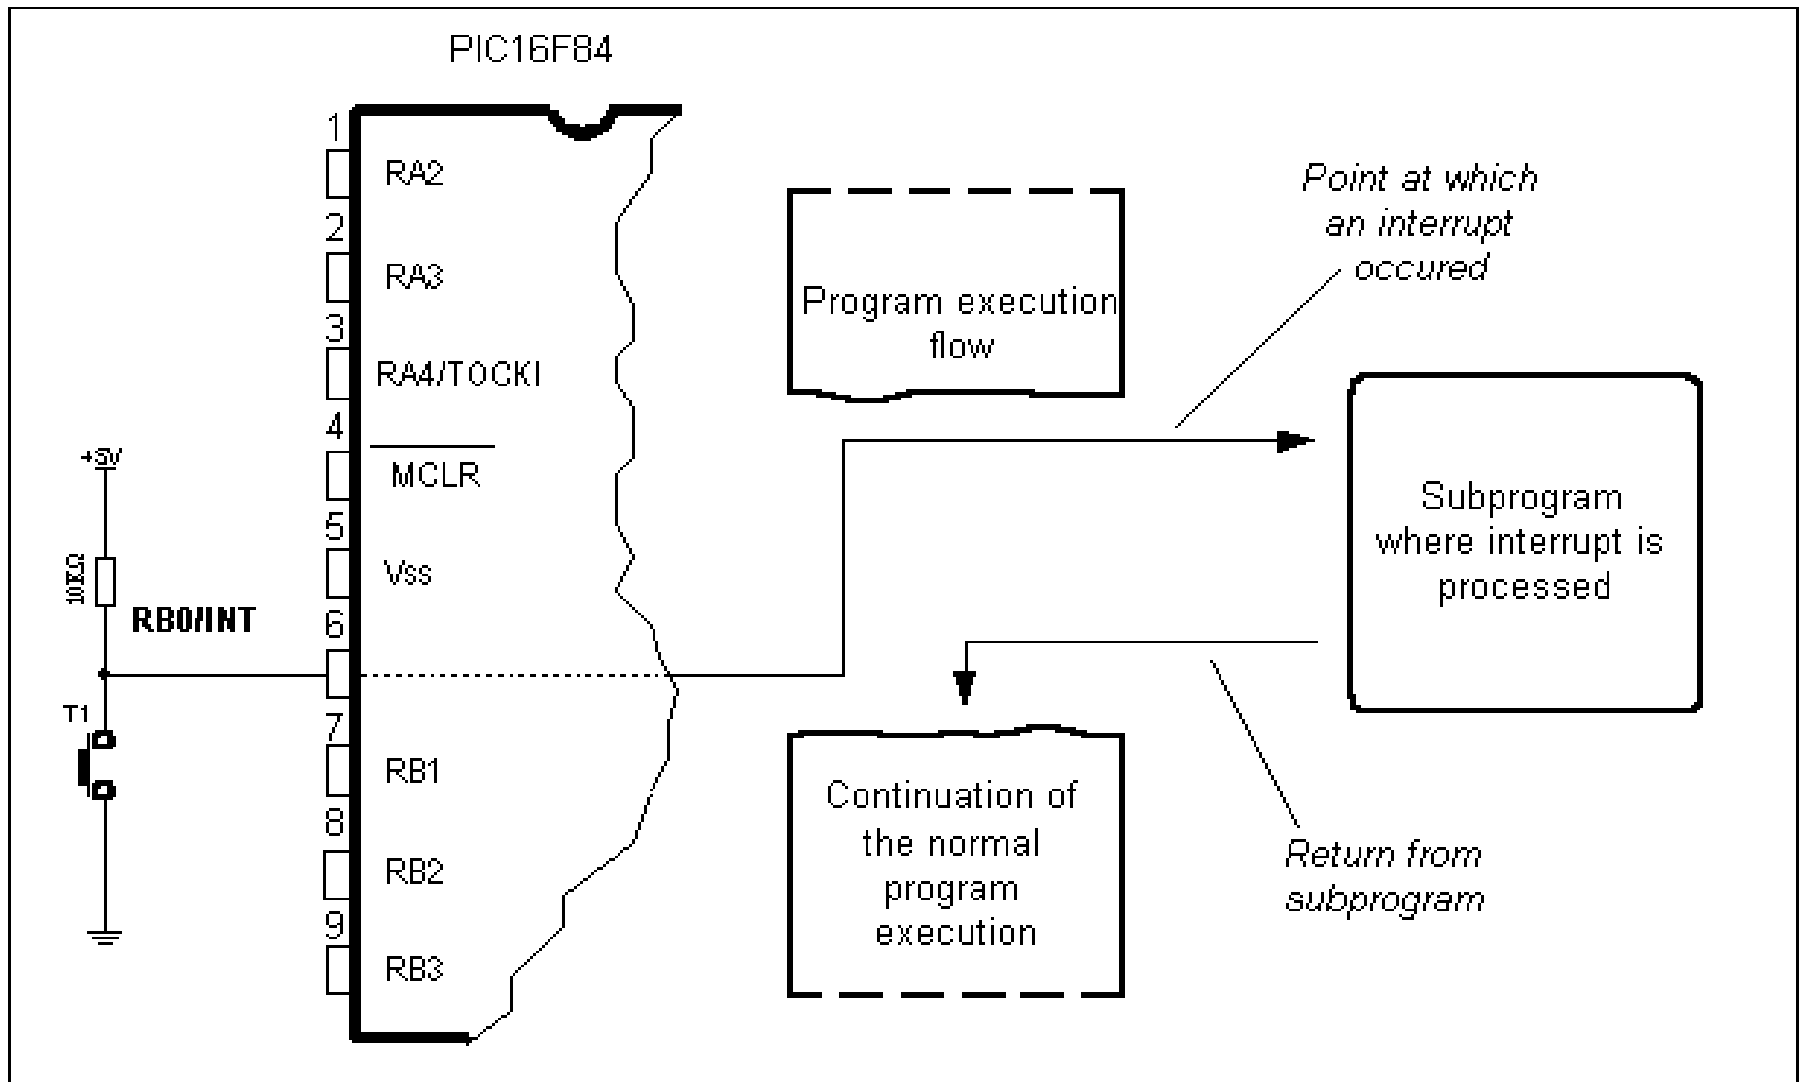 PIC16F84
1
RA2
2
RA3
3
RA4/TOCKI
4
MCLR
5
Vss
6
7
RB1
8
RB2
9
RB3
+5V
10KΩ
RB0/INT
T1
Program execution
flow
Point at which
an interrupt
occured
Subprogram
where interrupt is
processed
Continuation of
the normal
program
execution
Return from
subprogram